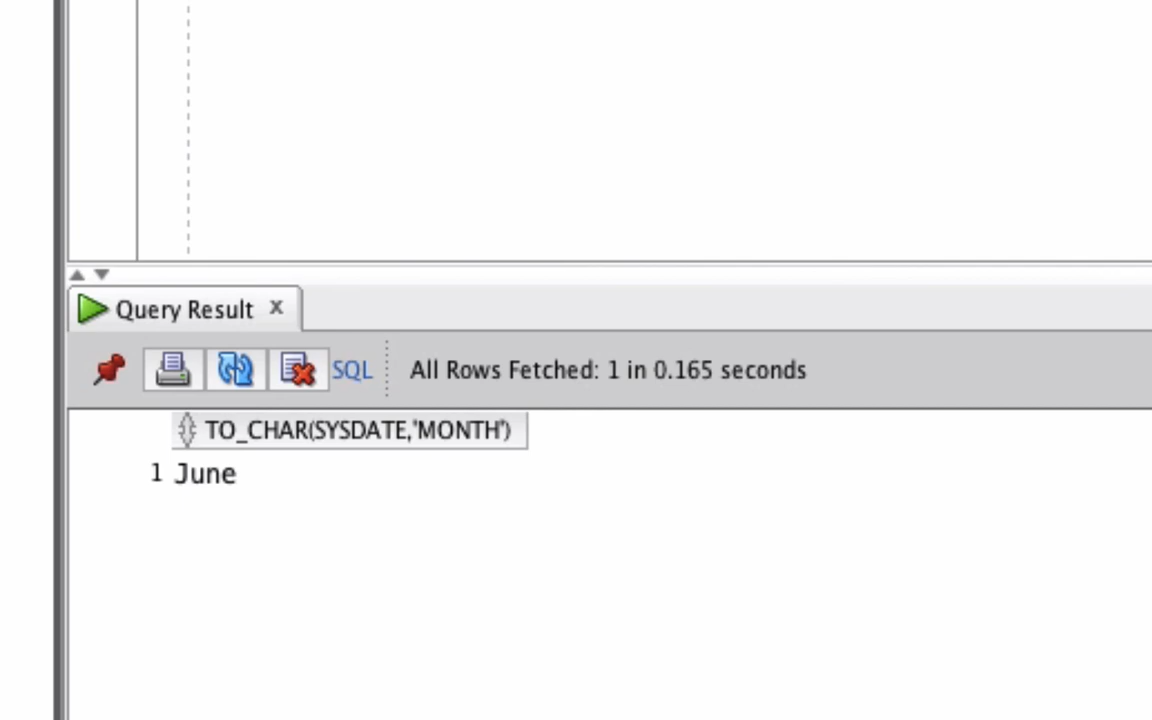 Query Result x
SQL All Rows Fetched: 1 in 0.165 seconds
TO_CHAR(SYSDATE,'MONTH')
1 June